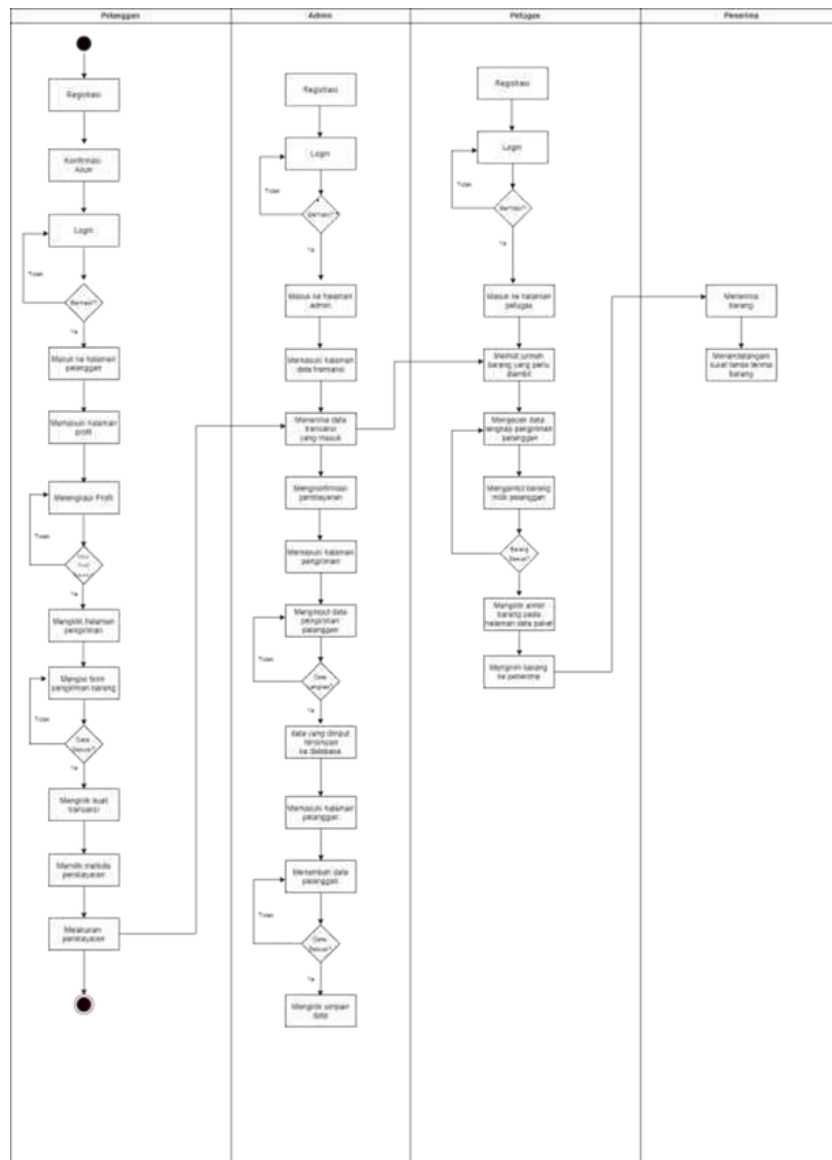 Pelanggan
Admin
Petugas
Penerima
Registrasi
Konfirmasi
Akun
Login
Tidak
Berhasil?
Ya
Masuk ke halaman
pelanggan
Memasuki halaman
profil
Melengkapi Profil
Tidak
Ya
Mengklik halaman
pengiriman
Mengisi form
pengiriman barang
Tidak
Data
Sesuai?
Ya
Mengklik buat
transaksi
Memilih metode
pembayaran
Melakukan
pembayaran
Registrasi
Login
Tidak
Berhasil?
Ya
Masuk ke halaman
admin
Memasuki halaman
data transaksi
Menerima data
transaksi
yang masuk
Mengkonfirmasi
pembayaran
Memasuki halaman
pengiriman
Menginput data
pengiriman
pelanggan
Tidak
Data
Lengkap?
Ya
data yang diinput
tersimpan
ke database
Memasuki halaman
pelanggan
Menambah data
pelanggan
Tidak
Data
Sesuai?
Ya
Mengklik simpan
data
Registrasi
Login
Tidak
Berhasil?
Ya
Masuk ke halaman
petugas
Melihat jumlah
barang yang perlu
diambil
Mengecek data
lengkap pengiriman
pelanggan
Mengambil barang
milik pelanggan
Barang
Sesuai?
Mengklik ambil
barang pada
halaman data paket
Mengirim barang
ke penerima
Menerima
barang
Menandatangani
surat tanda terima
barang